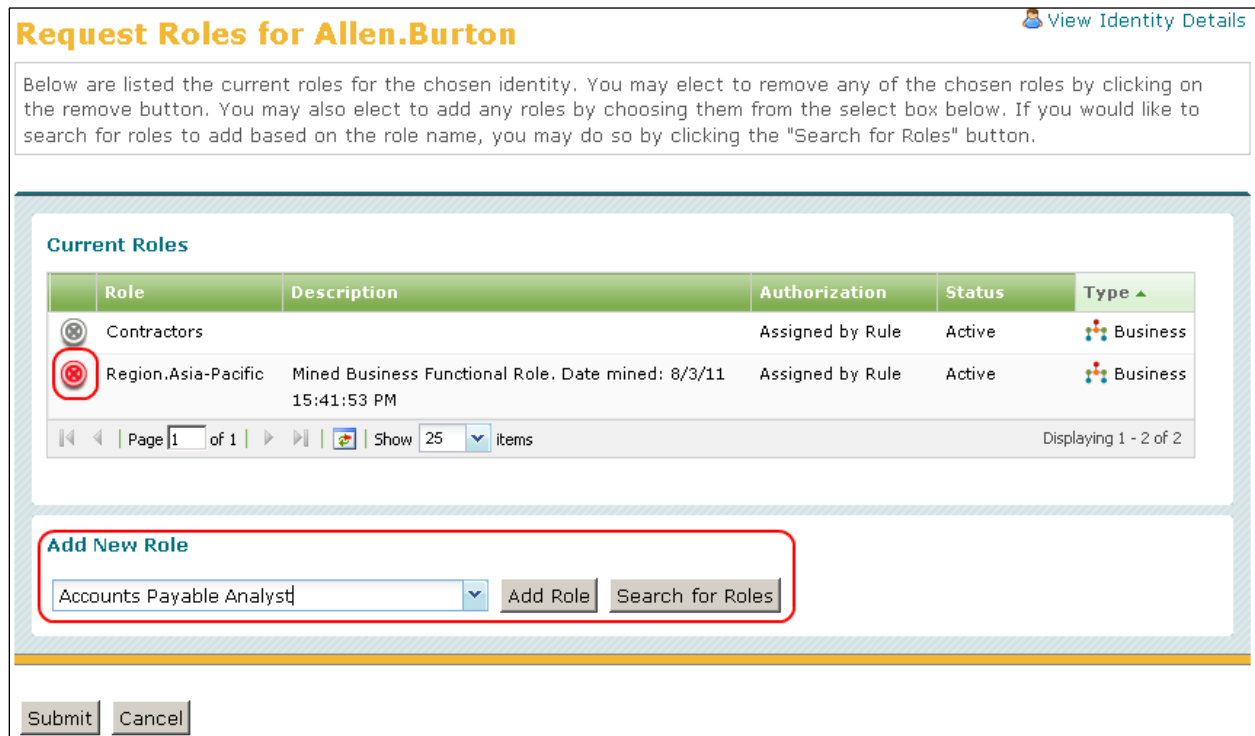 View Identity Details
Request Roles for Allen.Burton
Below are listed the current roles for the chosen identity. You may elect to remove any of the chosen roles by clicking on
the remove button. You may also elect to add any roles by choosing them from the select box below. If you would like to
search for roles to add based on the role name, you may do so by clicking the "Search for Roles" button.
Current Roles
Role Description Authorization Status Type
Contractors Assigned by Rule Active Business
Region.Asia-Pacific Mined Business Functional Role. Date mined: 8/3/11 Assigned by Rule Active Business
15:41:53 PM
Page 1 of 1 Show 25 items Displaying 1 - 2 of 2
Add New Role
Accounts Payable Analyst Add Role Search for Roles
Submit Cancel